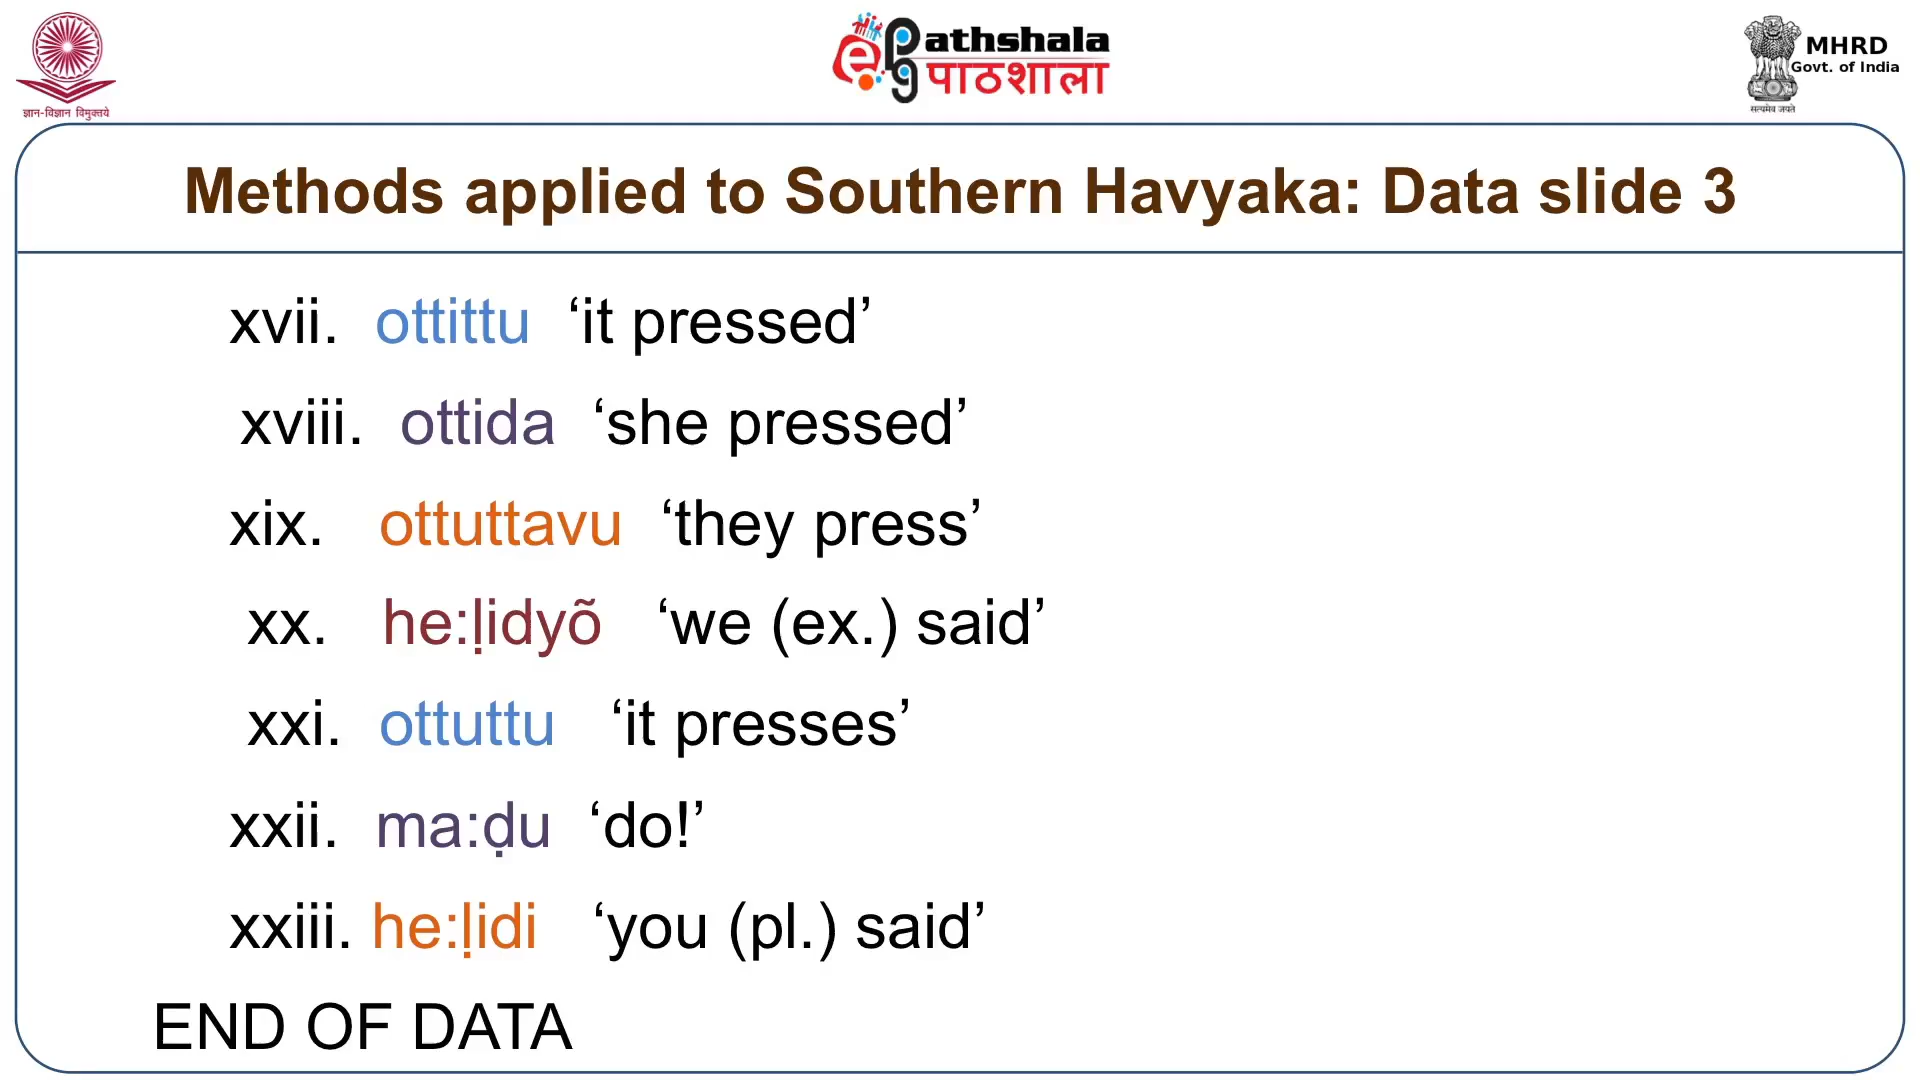 ज्ञान-विज्ञान विमुक्तये
ePathshala
पाठशाला
MHRD
Govt. of India
सत्यमेव जयते
Methods applied to Southern Havyaka: Data slide 3
xvii. ottittu ‘it pressed’
xviii. ottida ‘she pressed’
xix. ottuttavu ‘they press’
xx. he:ḷidyõ ‘we (ex.) said’
xxi. ottuttu ‘it presses’
xxii. ma:ḍu ‘do!’
xxiii. he:ḷidi ‘you (pl.) said’
END OF DATA